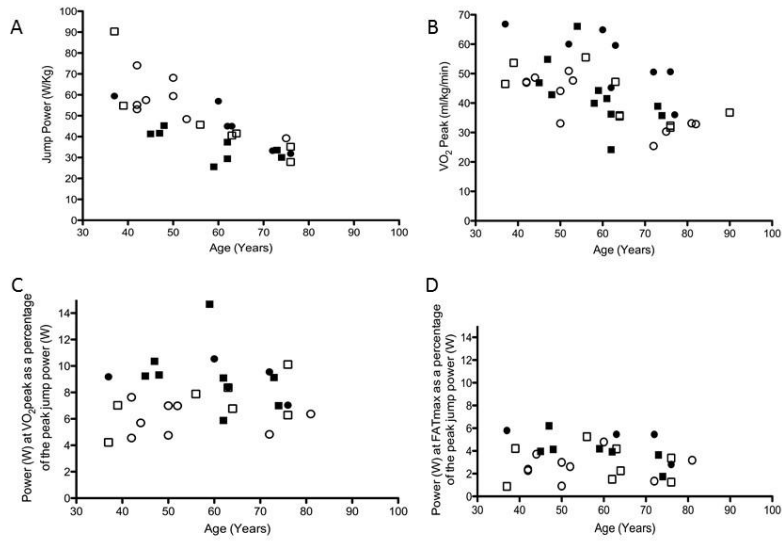 A
Jump Power (W/Kg)
100
90
80
70
60
50
40
30
20
10
0
30 40 50 60 70 80 90 100
Age (Years)
B
VO2 Peak (ml/kg/min)
70
60
50
40
30
20
10
0
30 40 50 60 70 80 90 100
Age (Years)
C
Power (W) at VO2peak as a percentage
of the peak jump power (W)
14
12
10
8
6
4
2
0
30 40 50 60 70 80 90 100
Age (Years)
D
Power (W) at FATmax as a percentage
of the peak jump power (W)
14
12
10
8
6
4
2
0
30 40 50 60 70 80 90 100
Age (Years)